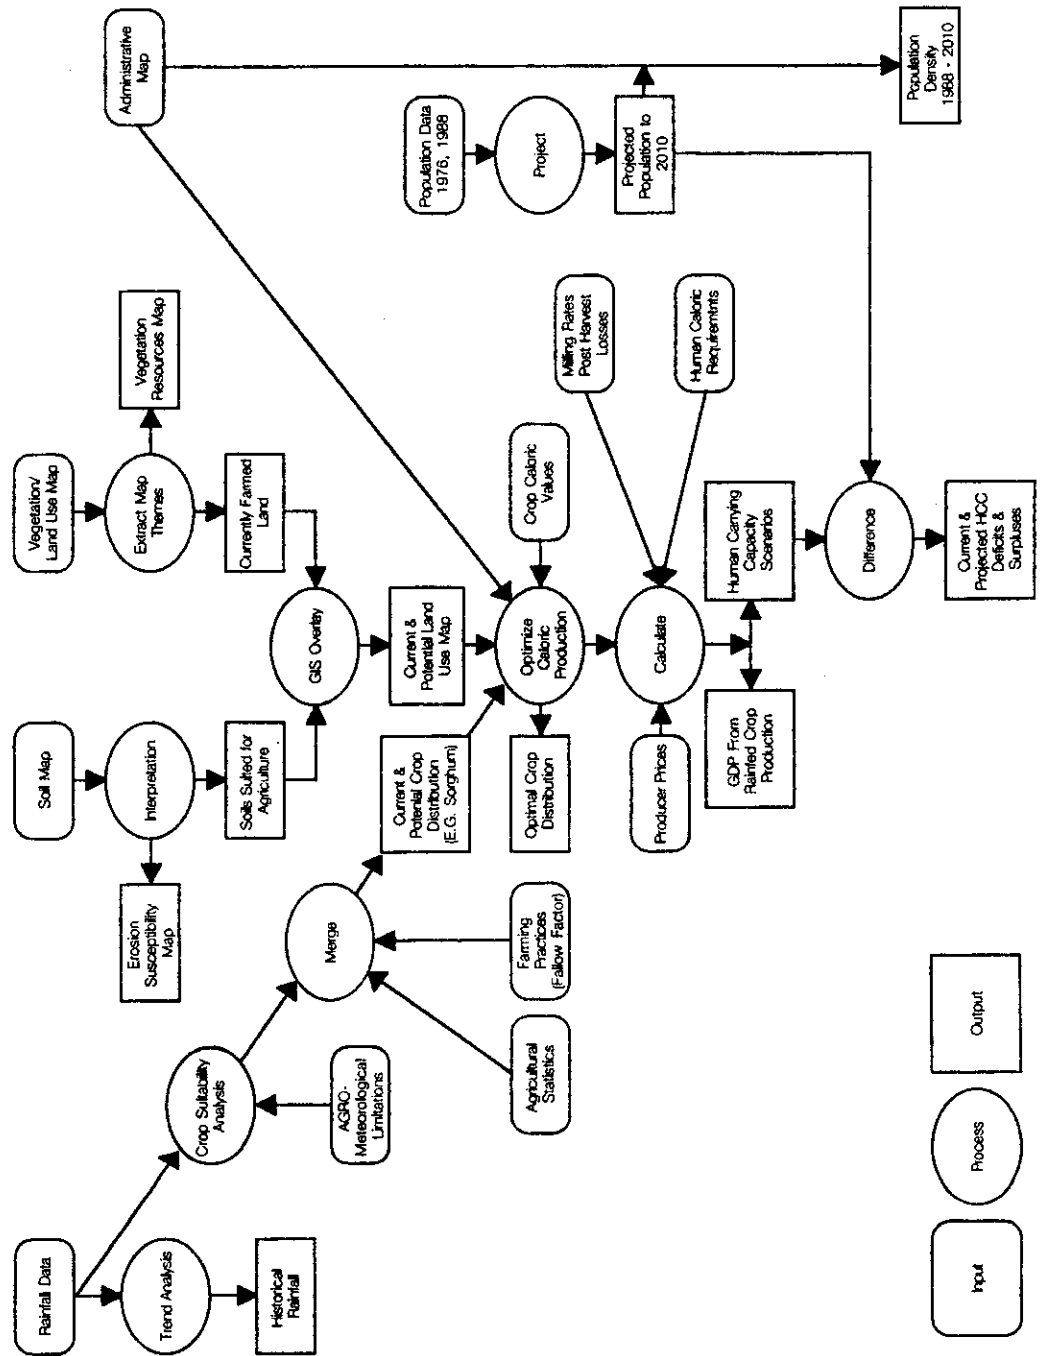 Rainfall Data
Trend Analysis
Historical
Rainfall
Crop Suitability
Analysis
AGRO-
Meteorological
Limitations
Soil Map
Interpretation
Erosion
Susceptibility
Map
Soils Suited for
Agriculture
Vegetation/
Land Use Map
Extract Map
Themes
Vegetation
Resources Map
Currently Farmed
Land
GIS Overlay
Merge
Agricultural
Statistics
Farming
Practices
(Fallow Factor)
Current &
Potenial Crop
Distribution
(E.G. Sorghum)
Current &
Potential Land
Use Map
Administrative
Map
Optimize
Caloric
Production
Crop Caloric
Values
Optimal Crop
Distribution
Population Data
1976, 1988
Project
Projected
Population to
2010
Population
Density
1988 - 2010
Milling Rates
Post Harvest
Losses
Human Caloric
Requiremtnts
Producer Prices
Calculate
GDP From
Rainfed Crop
Production
Human Carrying
Capacity
Scenarios
Difference
Current &
Projected HCC
Deficits &
Surpluses
Input
Process
Output